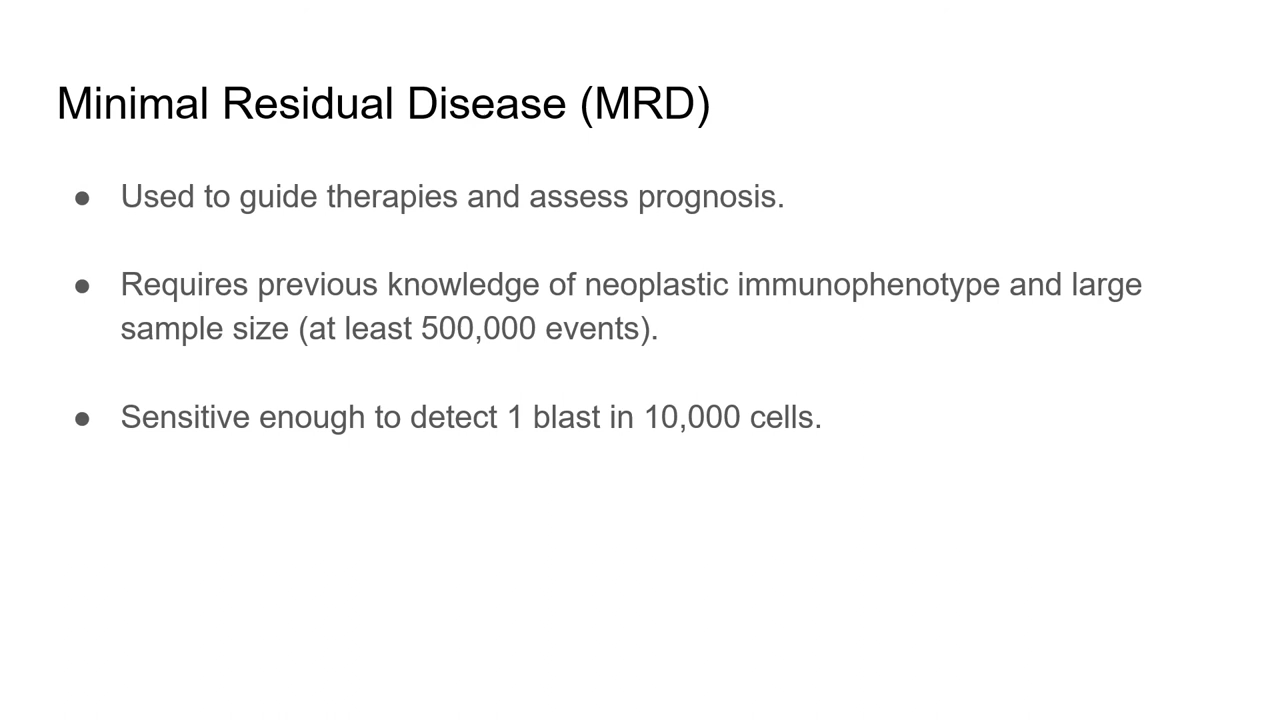 Minimal Residual Disease (MRD)
● Used to guide therapies and assess prognosis.
● Requires previous knowledge of neoplastic immunophenotype and large
sample size (at least 500,000 events).
● Sensitive enough to detect 1 blast in 10,000 cells.